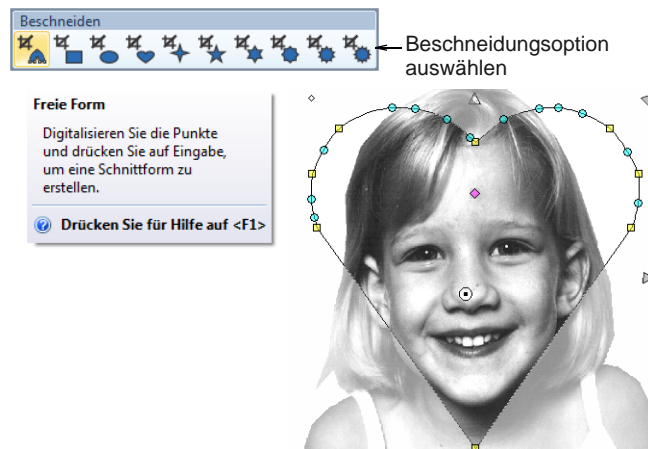 Beschneiden
Beschneidungsoption
auswählen
Freie Form
Digitalisieren Sie die Punkte
und drücken Sie auf Eingabe,
um eine Schnittform zu
erstellen.
Drücken Sie für Hilfe auf <F1>